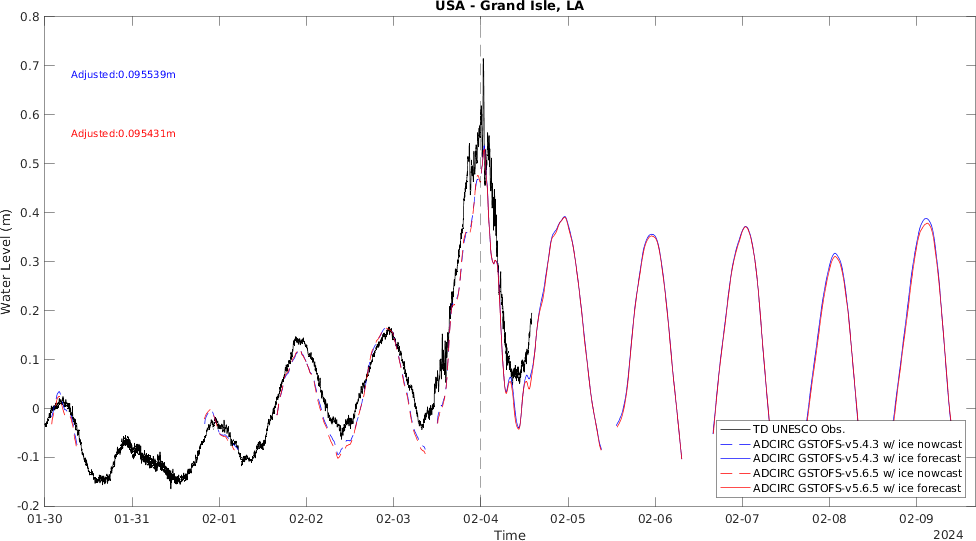 USA - Grand Isle, LA
Adjusted:0.095539m
Adjusted:0.095431m
Water Level (m)
0.8
0.7
0.6
0.5
0.4
0.3
0.2
0.1
0
-0.1
-0.2
TD UNESCO Obs.
ADCIRC GSTOFS-v5.4.3 w/ ice nowcast
ADCIRC GSTOFS-v5.4.3 w/ ice forecast
ADCIRC GSTOFS-v5.6.5 w/ ice nowcast
ADCIRC GSTOFS-v5.6.5 w/ ice forecast
01-30 01-31 02-01 02-02 02-03 02-04 02-05 02-06 02-07 02-08 02-09
Time
2024